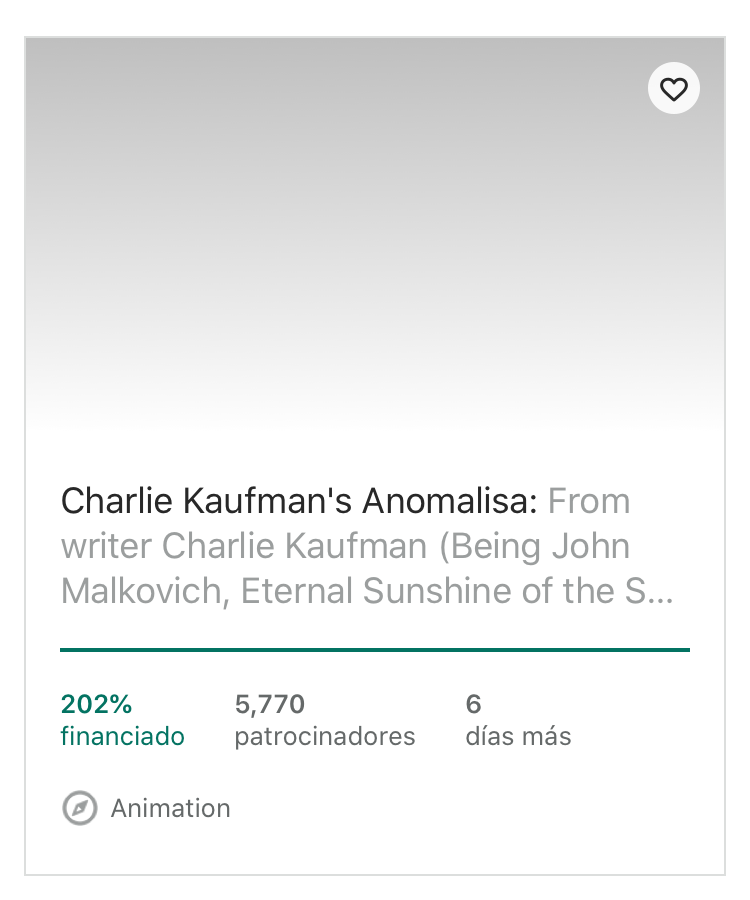 Charlie Kaufman's Anomalisa: From
writer Charlie Kaufman (Being John
Malkovich, Eternal Sunshine of the S...
202% 5,770 6
financiado patrocinadores días más
Animation